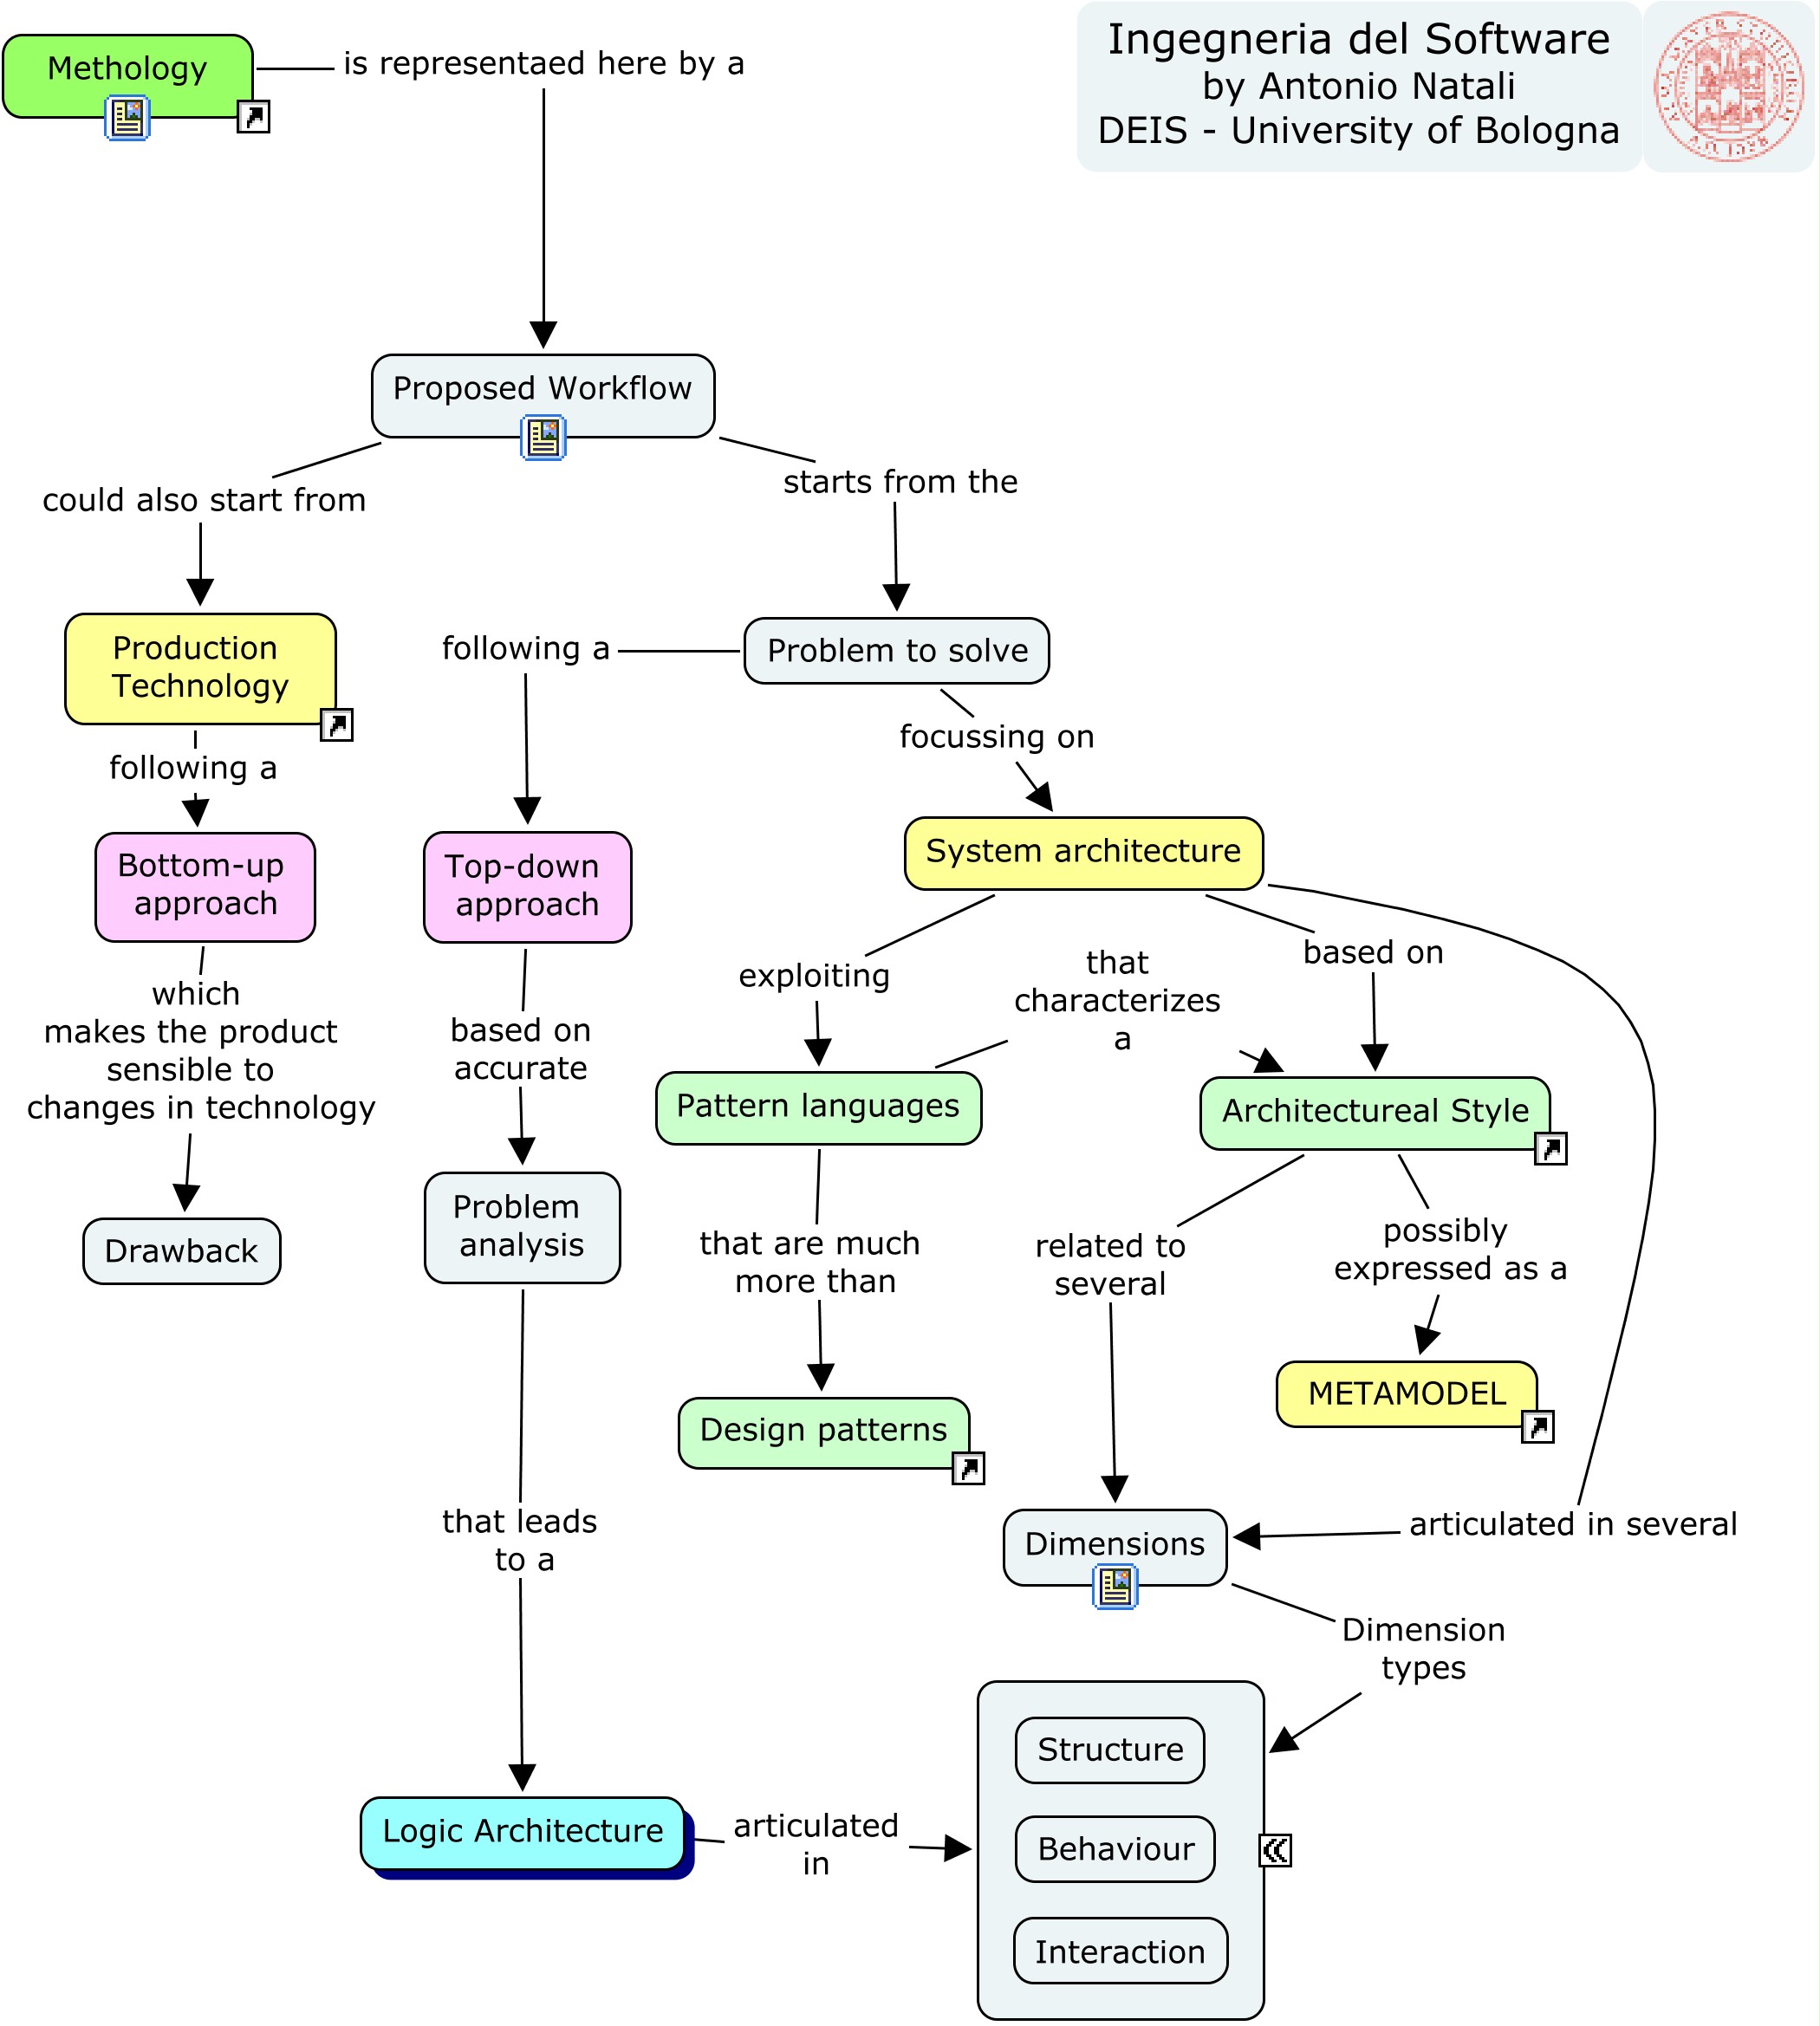 Ingegneria del Software
by Antonio Natali
DEIS - University of Bologna
Methology
is representaed here by a
Proposed Workflow
could also start from
starts from the
Production
Technology
following a
Problem to solve
following a
focussing on
Bottom-up
approach
Top-down
approach
System architecture
which
makes the product
sensible to
changes in technology
based on
accurate
exploiting
that
characterizes
a
based on
Pattern languages
Architectureal Style
Drawback
Problem
analysis
that are much
more than
related to
several
possibly
expressed as a
METAMODEL
Design patterns
that leads
to a
Dimensions
articulated in several
Dimension
types
Logic Architecture
articulated
in
Structure
Behaviour
Interaction